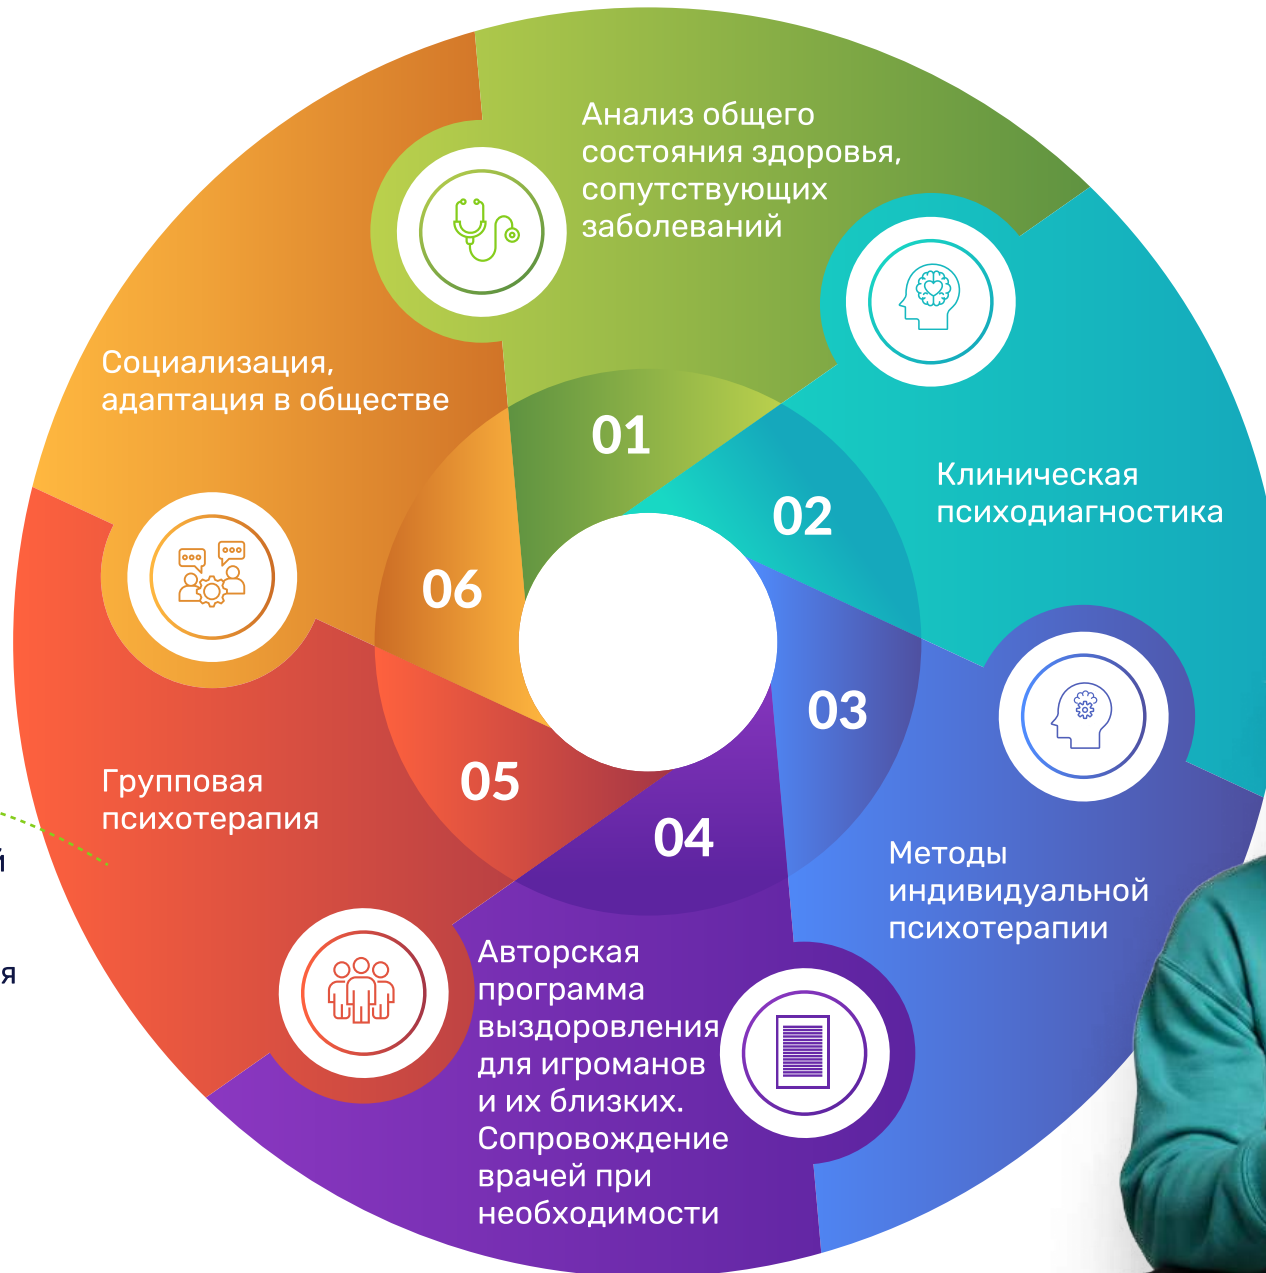 Анализ общего
состояния здоровья,
сопутствующих
заболеваний
01
Клиническая
психодиагностика
02
Методы
индивидуальной
психотерапии
03
Авторская
программа
выздоровления
для игроманов
и их близких.
Сопровождение
врачей при
необходимости
04
Групповая
психотерапия
05
Социализация,
адаптация в обществе
06